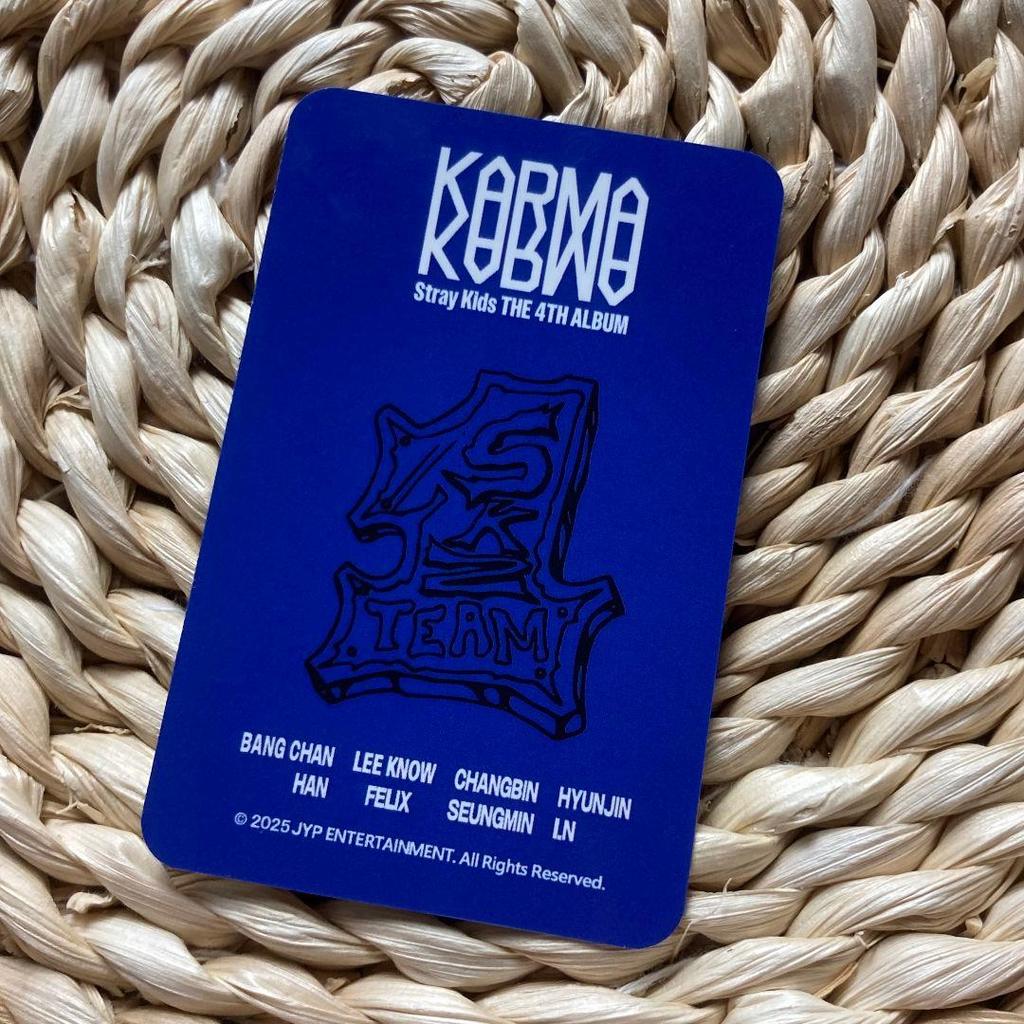 KARMA
Stray Kids THE 4TH ALBUM
SKZ
TEAM
BANG CHAN LEE KNOW CHANGBIN HYUNJIN
HAN FELIX SEUNGMIN I.N
© 2025 JYP ENTERTAINMENT. All Rights Reserved.